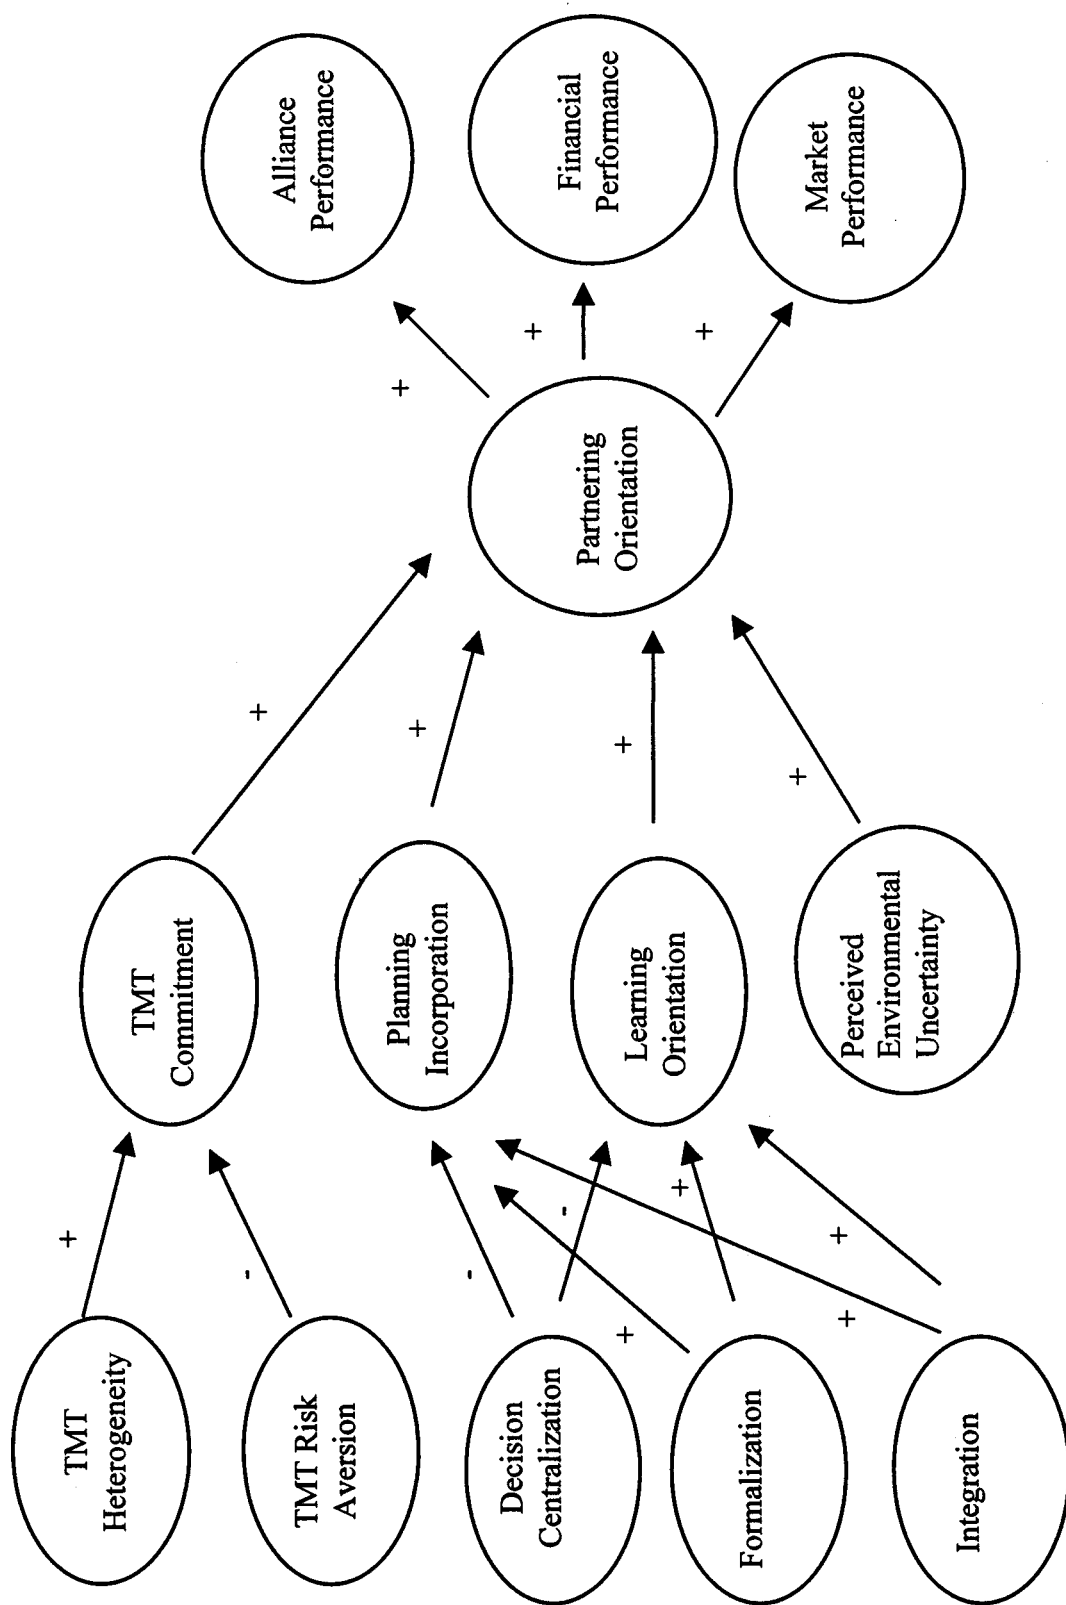 TMT
Heterogeneity
+
TMT Risk
Aversion
-
Decision
Centralization
-
-
Formalization
+
+
Integration
+
+
TMT
Commitment
+
Planning
Incorporation
+
Learning
Orientation
+
Perceived
Environmental
Uncertainty
+
Partnering
Orientation
+
+
+
Alliance
Performance
Financial
Performance
Market
Performance